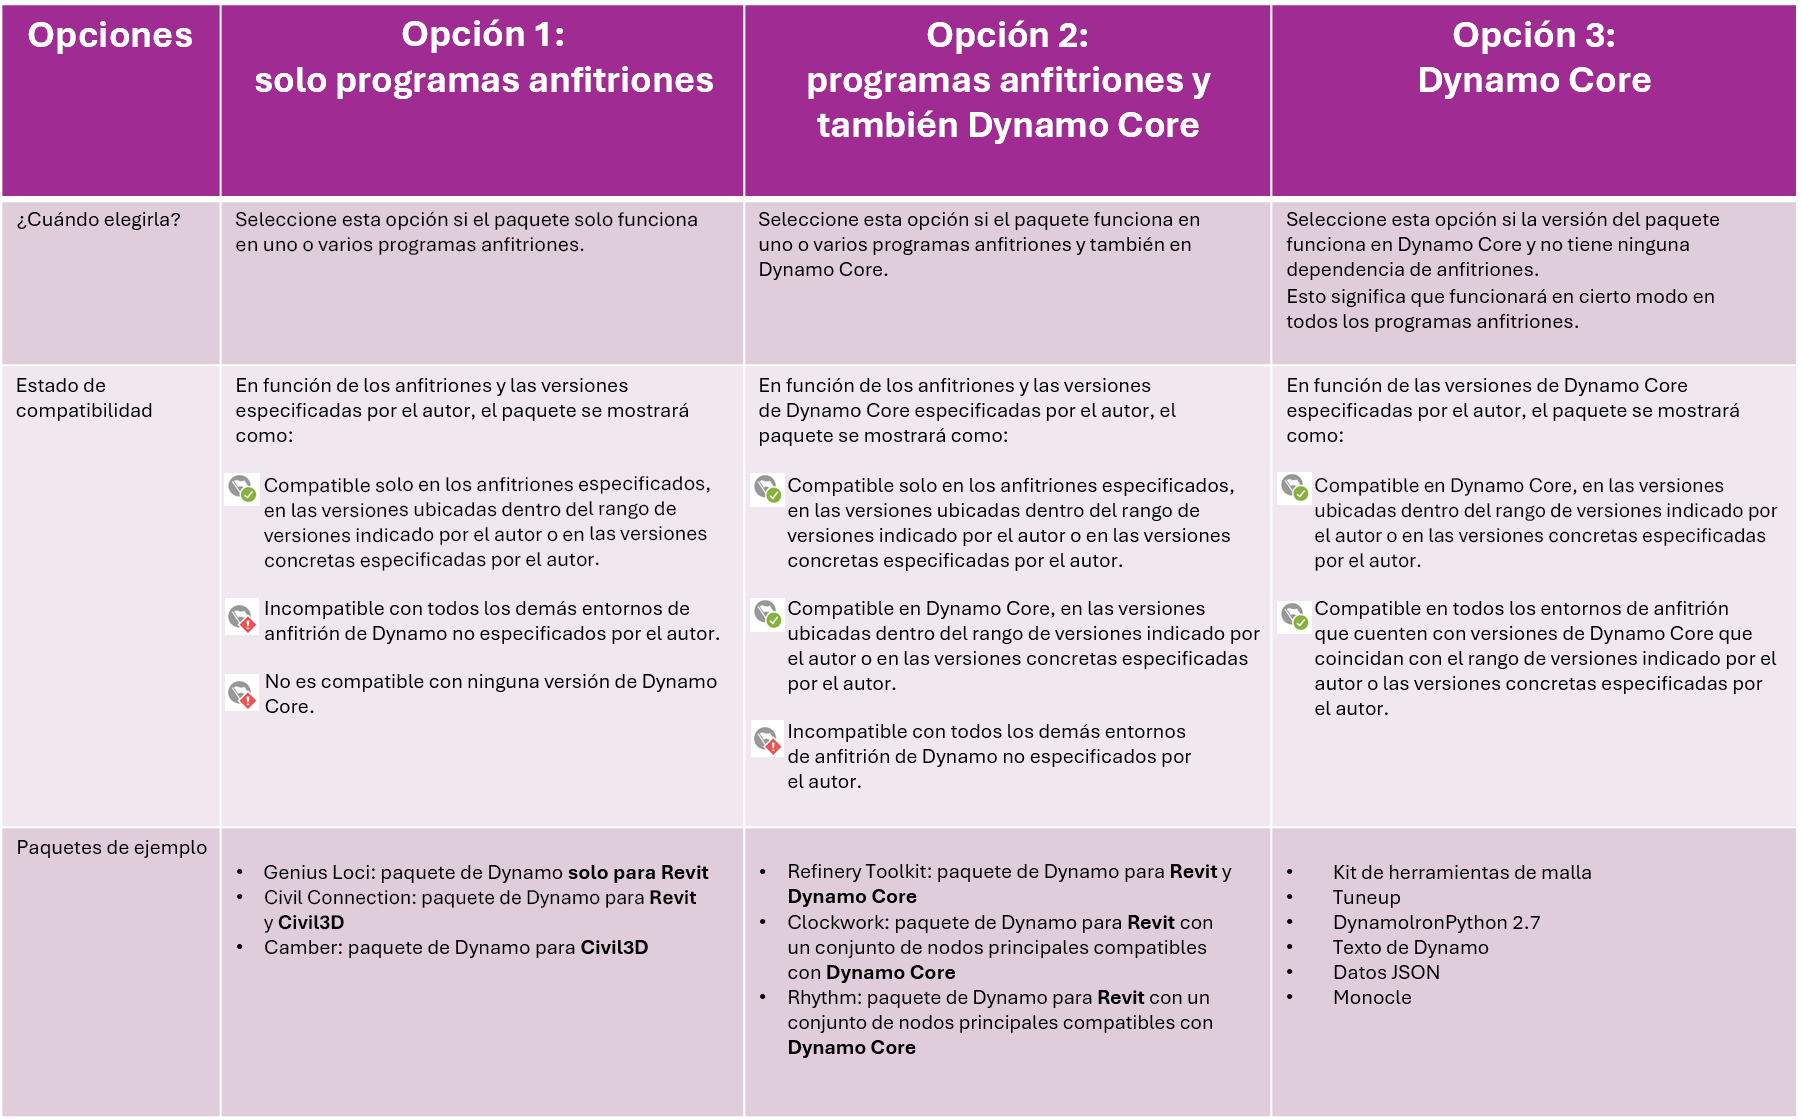 Opciones
Opción 1:
solo programas anfitriones
Opción 2:
programas anfitriones y
también Dynamo Core
Opción 3:
Dynamo Core
¿Cuándo elegirla?
Seleccione esta opción si el paquete solo funciona
en uno o varios programas anfitriones.
Seleccione esta opción si el paquete funciona en
uno o varios programas anfitriones y también en
Dynamo Core.
Seleccione esta opción si la versión del paquete
funciona en Dynamo Core y no tiene ninguna
dependencia de anfitriones.
Esto significa que funcionará en cierto modo en
todos los programas anfitriones.
Estado de
compatibilidad
En función de los anfitriones y las versiones
especificadas por el autor, el paquete se mostrará
como:
Compatible solo en los anfitriones especificados,
en las versiones ubicadas dentro del rango de
versiones indicado por el autor o en las versiones
concretas especificadas por el autor.
Incompatible con todos los demás entornos de
anfitrión de Dynamo no especificados por el autor.
No es compatible con ninguna versión de Dynamo
Core.
En función de los anfitriones y las versiones
de Dynamo Core especificadas por el autor, el
paquete se mostrará como:
Compatible solo en los anfitriones especificados,
en las versiones ubicadas dentro del rango de
versiones indicado por el autor o en las versiones
concretas especificadas por el autor.
Compatible en Dynamo Core, en las versiones
ubicadas dentro del rango de versiones indicado por
el autor o en las versiones concretas especificadas
por el autor.
Incompatible con todos los demás entornos
de anfitrión de Dynamo no especificados por
el autor.
En función de las versiones de Dynamo Core
especificadas por el autor, el paquete se mostrará
como:
Compatible en Dynamo Core, en las versiones
ubicadas dentro del rango de versiones indicado por
el autor o en las versiones concretas especificadas
por el autor.
Compatible en todos los entornos de anfitrión
que cuenten con versiones de Dynamo Core que
coincidan con el rango de versiones indicado por el
autor o las versiones concretas especificadas por
el autor.
Paquetes de ejemplo
• Genius Loci: paquete de Dynamo solo para Revit
• Civil Connection: paquete de Dynamo para Revit
y Civil3D
• Camber: paquete de Dynamo para Civil3D
• Refinery Toolkit: paquete de Dynamo para Revit y
Dynamo Core
• Clockwork: paquete de Dynamo para Revit con
un conjunto de nodos principales compatibles
con Dynamo Core
• Rhythm: paquete de Dynamo para Revit con un
conjunto de nodos principales compatibles con
Dynamo Core
• Kit de herramientas de malla
• Tuneup
• DynamoIronPython 2.7
• Texto de Dynamo
• Datos JSON
• Monocle